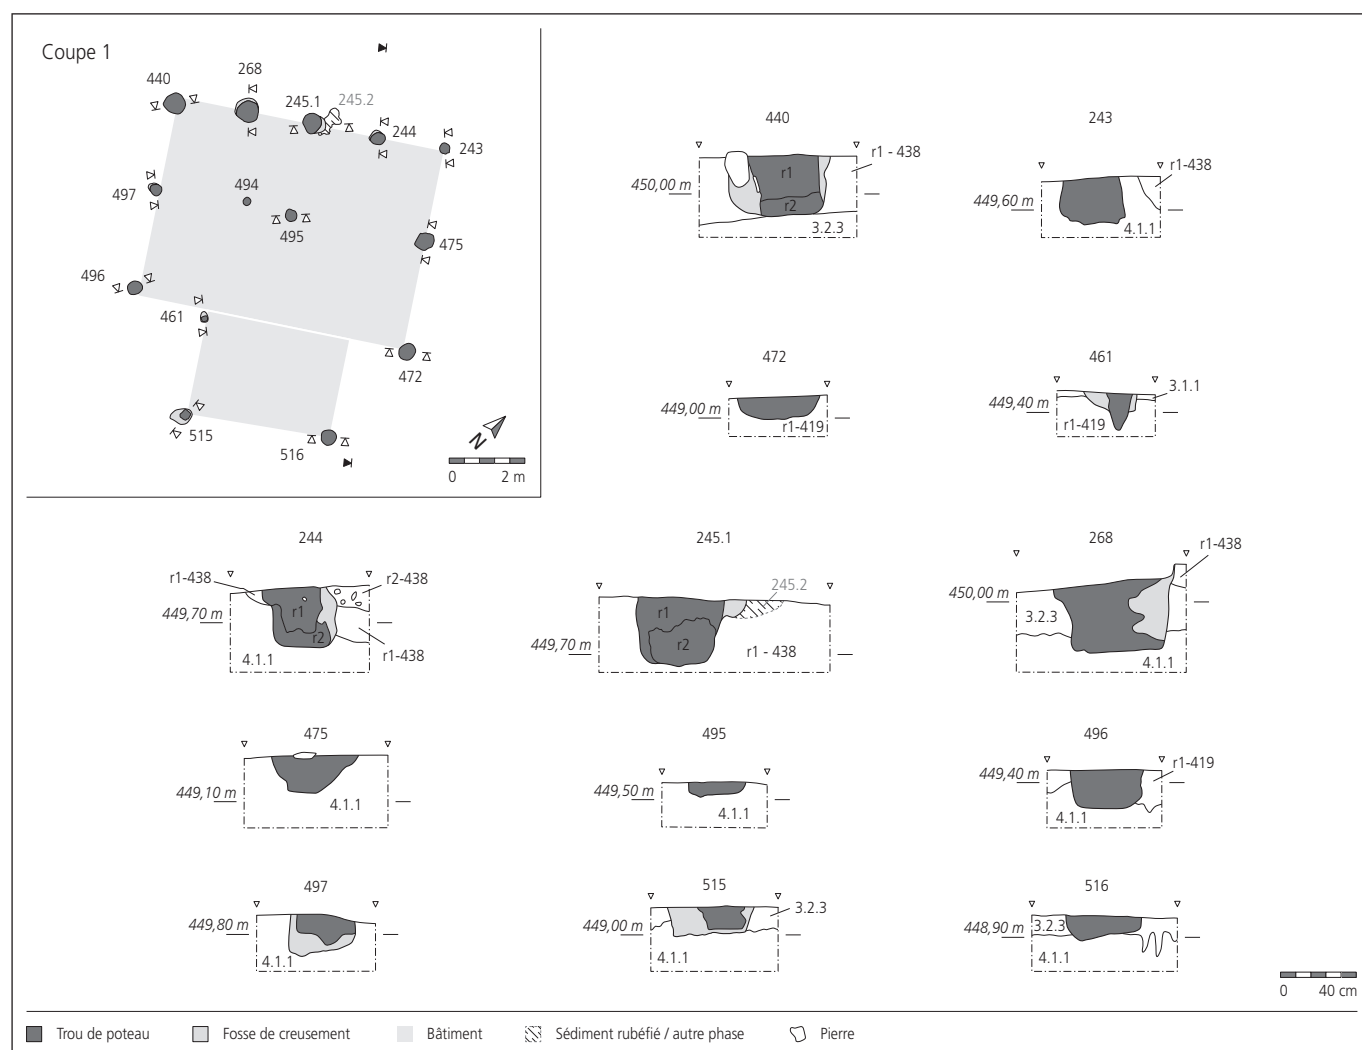 Coupe 1
440
268
245.1
245.2
244
243
497
494
495
475
496
461
472
515
516
N
0 2 m
440
r1 - 438
450,00 m
r1
r2
3.2.3
243
r1-438
449,60 m
4.1.1
472
449,00 m
r1-419
461
3.1.1
449,40 m
r1-419
244
r1-438
r2-438
r1
449,70 m
r2
r1-438
4.1.1
245.1
245.2
r1
r2
449,70 m
r1 - 438
268
r1-438
450,00 m
3.2.3
4.1.1
475
449,10 m
4.1.1
495
449,50 m
4.1.1
496
r1-419
449,40 m
4.1.1
497
449,80 m
4.1.1
515
3.2.3
449,00 m
4.1.1
516
448,90 m
3.2.3
4.1.1
0 40 cm
Trou de poteau Fosse de creusement Bâtiment Sédiment rubéfié / autre phase Pierre